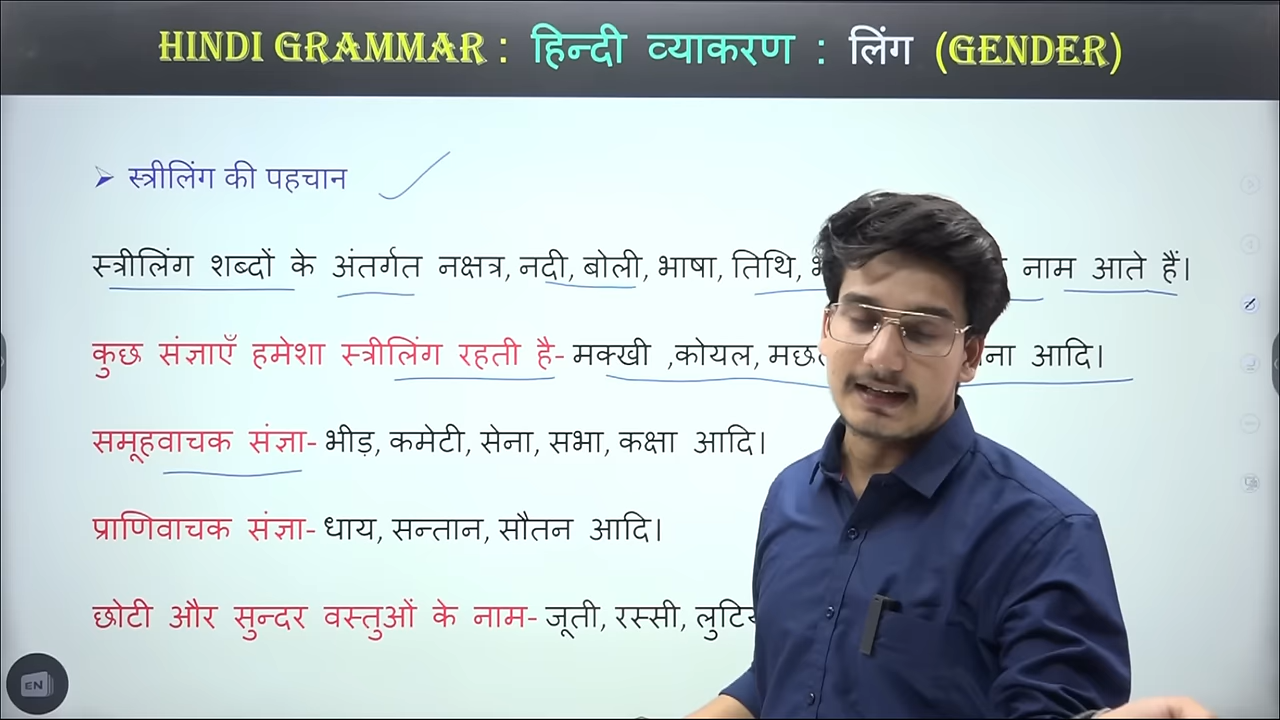 HINDI GRAMMAR : हिन्दी व्याकरण : लिंग (GENDER)
➢ स्त्रीलिंग की पहचान
स्त्रीलिंग शब्दों के अंतर्गत नक्षत्र, नदी, बोली, भाषा, तिथि, नाम आते हैं।
कुछ संज्ञाएँ हमेशा स्त्रीलिंग रहती है- मक्खी ,कोयल, आदि।
समूहवाचक संज्ञा- भीड़, कमेटी, सेना, सभा, कक्षा आदि।
प्राणिवाचक संज्ञा- धाय, सन्तान, सौतन आदि।
छोटी और सुन्दर वस्तुओं के नाम- जूती, रस्सी,
EN